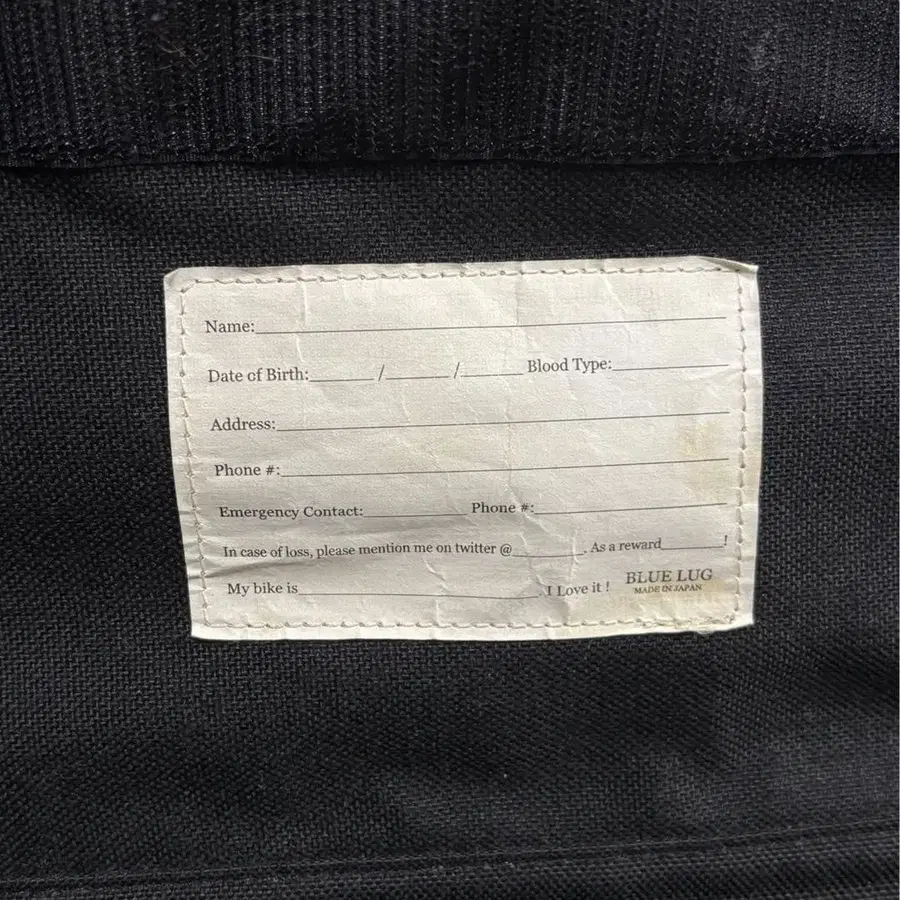 Name:
Date of Birth: / / Blood Type:
Address:
Phone #:
Emergency Contact: Phone #:
In case of loss, please mention me on twitter @ . As a reward !
My bike is . I Love it ! BLUE LUG
MADE IN JAPAN